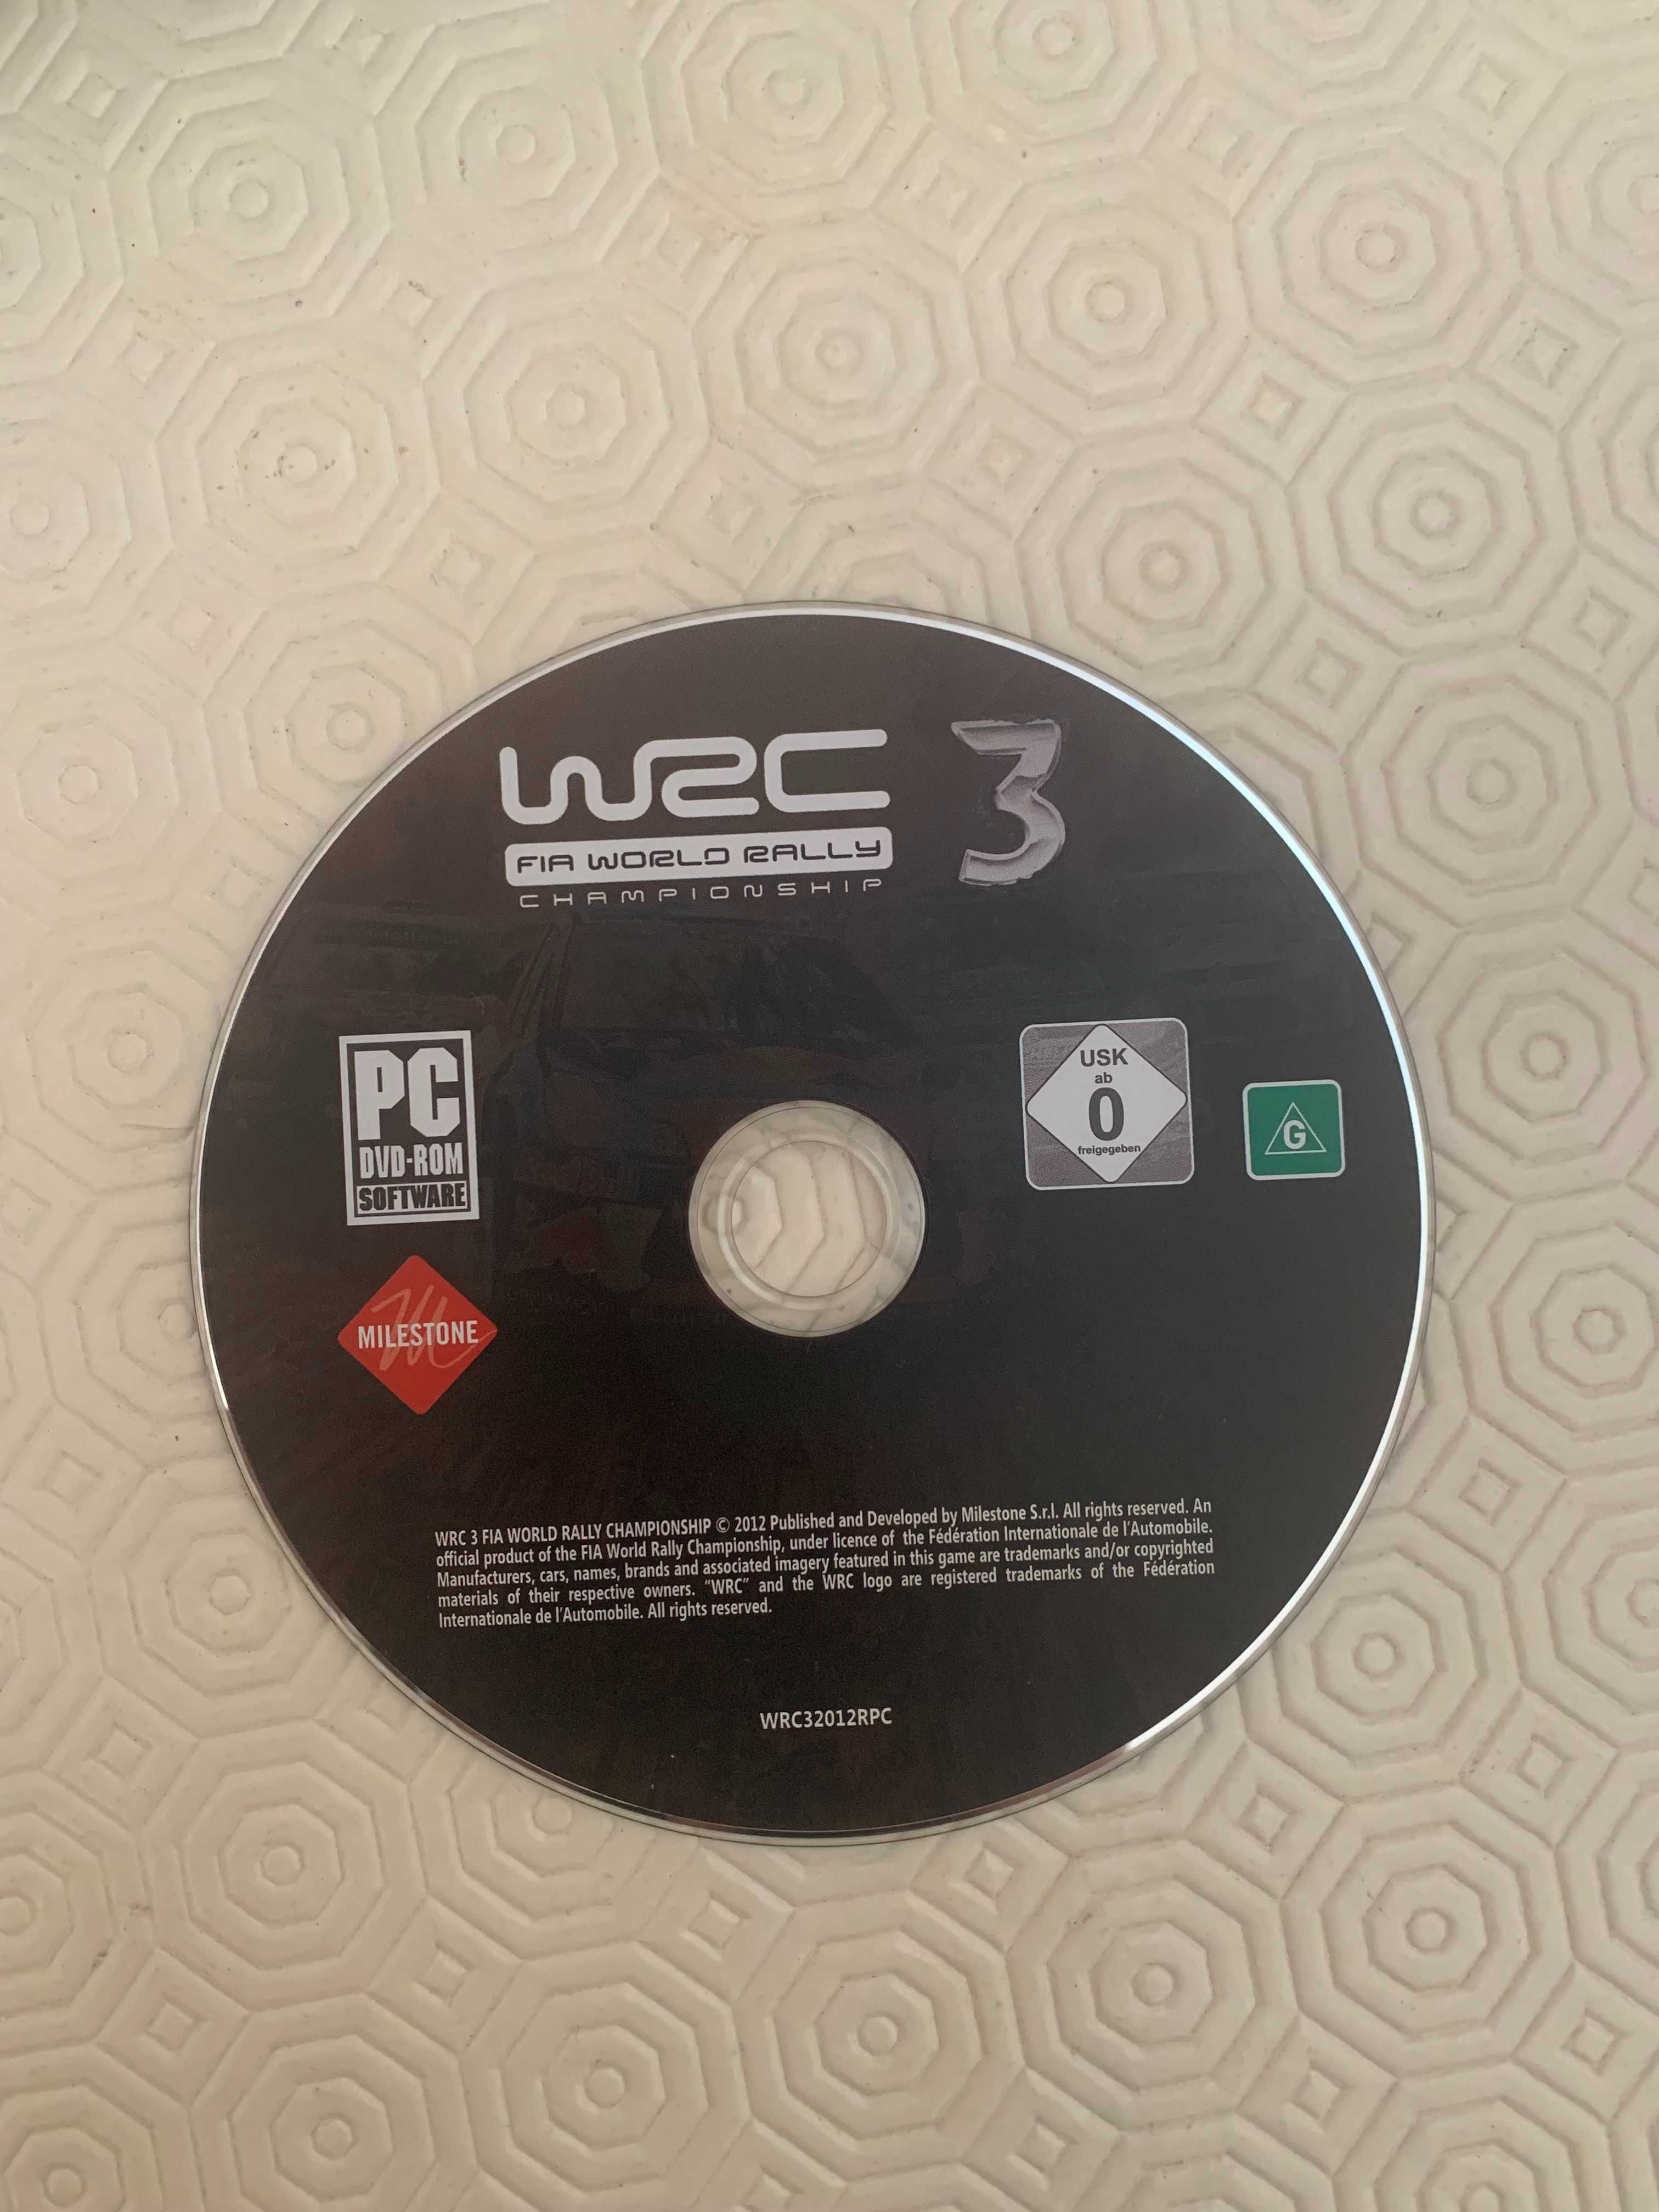 WRC 3
FIA WORLD RALLY
CHAMPIONSHIP
PC
DVD-ROM
SOFTWARE
USK
ab
0
freigegeben
G
MILESTONE
WRC 3 FIA WORLD RALLY CHAMPIONSHIP © 2012 Published and Developed by Milestone S.r.l. All rights reserved. An
official product of the FIA World Rally Championship, under licence of the Fédération Internationale de l'Automobile.
Manufacturers, cars, names, brands and associated imagery featured in this game are trademarks and/or copyrighted
materials of their respective owners. "WRC" and the WRC logo are registered trademarks of the Fédération
Internationale de l'Automobile. All rights reserved.
WRC32012RPC